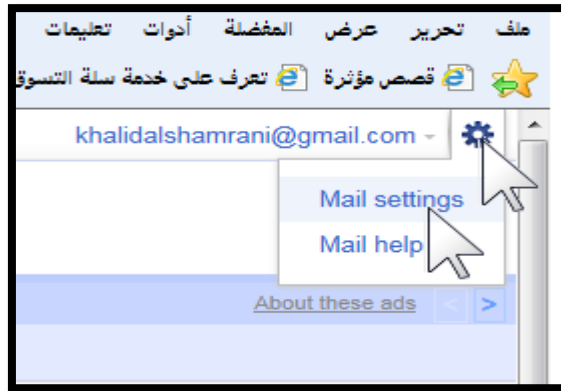 ملف تحرير عرض المفضلة أدوات تعليمات
قصص مؤثرة تعرف على خدمة سلة التسوق
khalidalshamrani@gmail.com
Mail settings
Mail help
About these ads < >